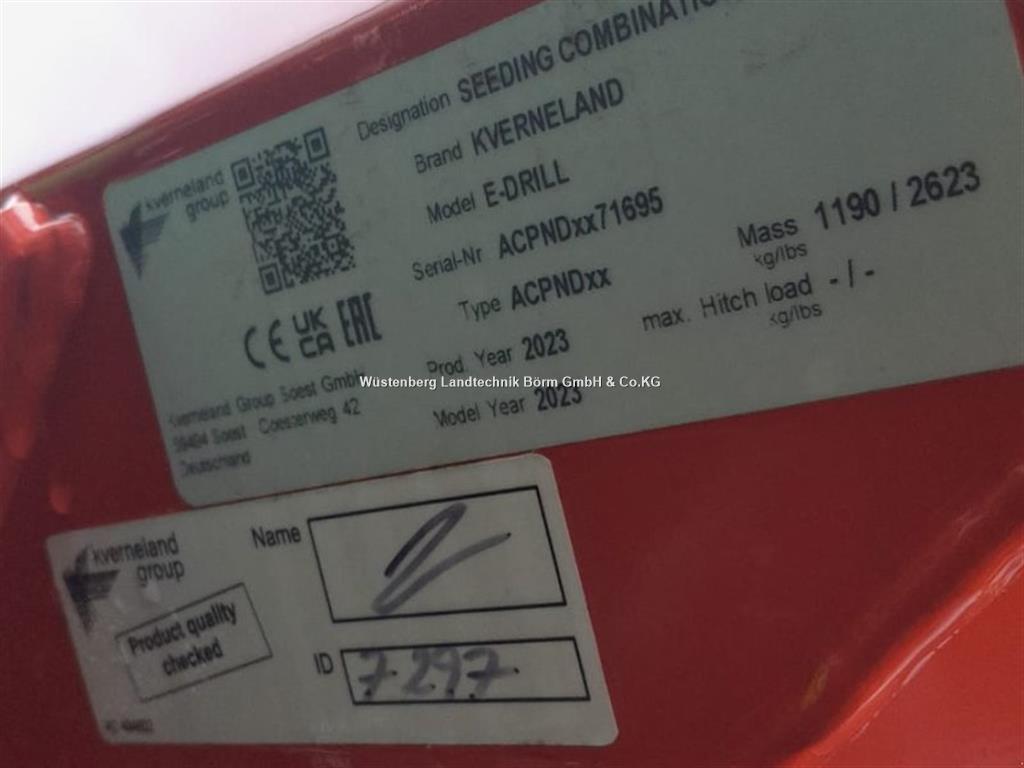 kverneland
group
Designation SEEDING COMBINATIO
Brand KVERNELAND
Model E-DRILL
Serial-Nr ACPNDxx71695
Type ACPNDxx
Mass 1190 / 2623
kg/lbs
max. Hitch load - / -
kg/lbs
Prod. Year 2023
Model Year 2023
CE UK
CA EAC
Kverneland Group Soest GmbH
59494 Soest Coesterweg 42
Deutschland
Wüstenberg Landtechnik Börm GmbH & Co.KG
kverneland
group
Product quality
checked
Name
ID 7297